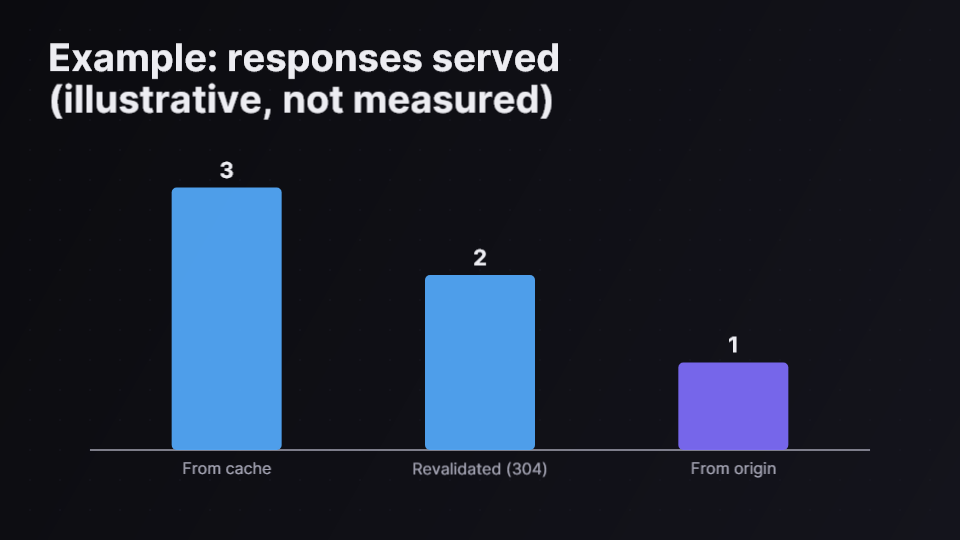 Example: responses served
(illustrative, not measured)
3
2
1
From cache
Revalidated (304)
From origin